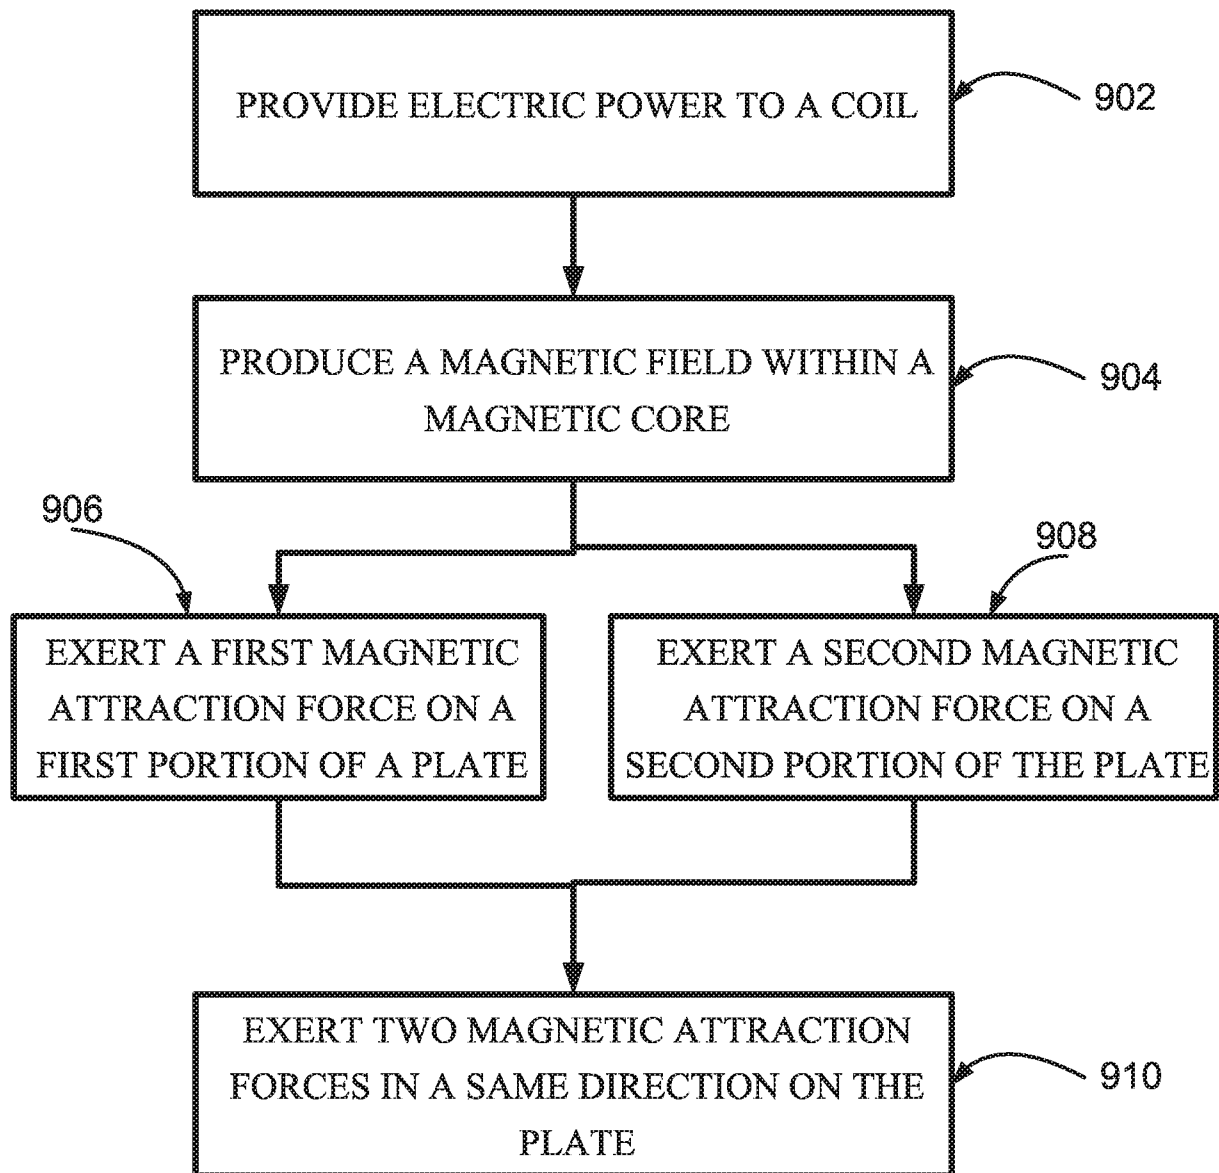 PROVIDE ELECTRIC POWER TO A COIL
902
PRODUCE A MAGNETIC FIELD WITHIN A
MAGNETIC CORE
904
906
908
EXERT A FIRST MAGNETIC
ATTRACTION FORCE ON A
FIRST PORTION OF A PLATE
EXERT A SECOND MAGNETIC
ATTRACTION FORCE ON A
SECOND PORTION OF THE PLATE
EXERT TWO MAGNETIC ATTRACTION
FORCES IN A SAME DIRECTION ON THE
PLATE
910